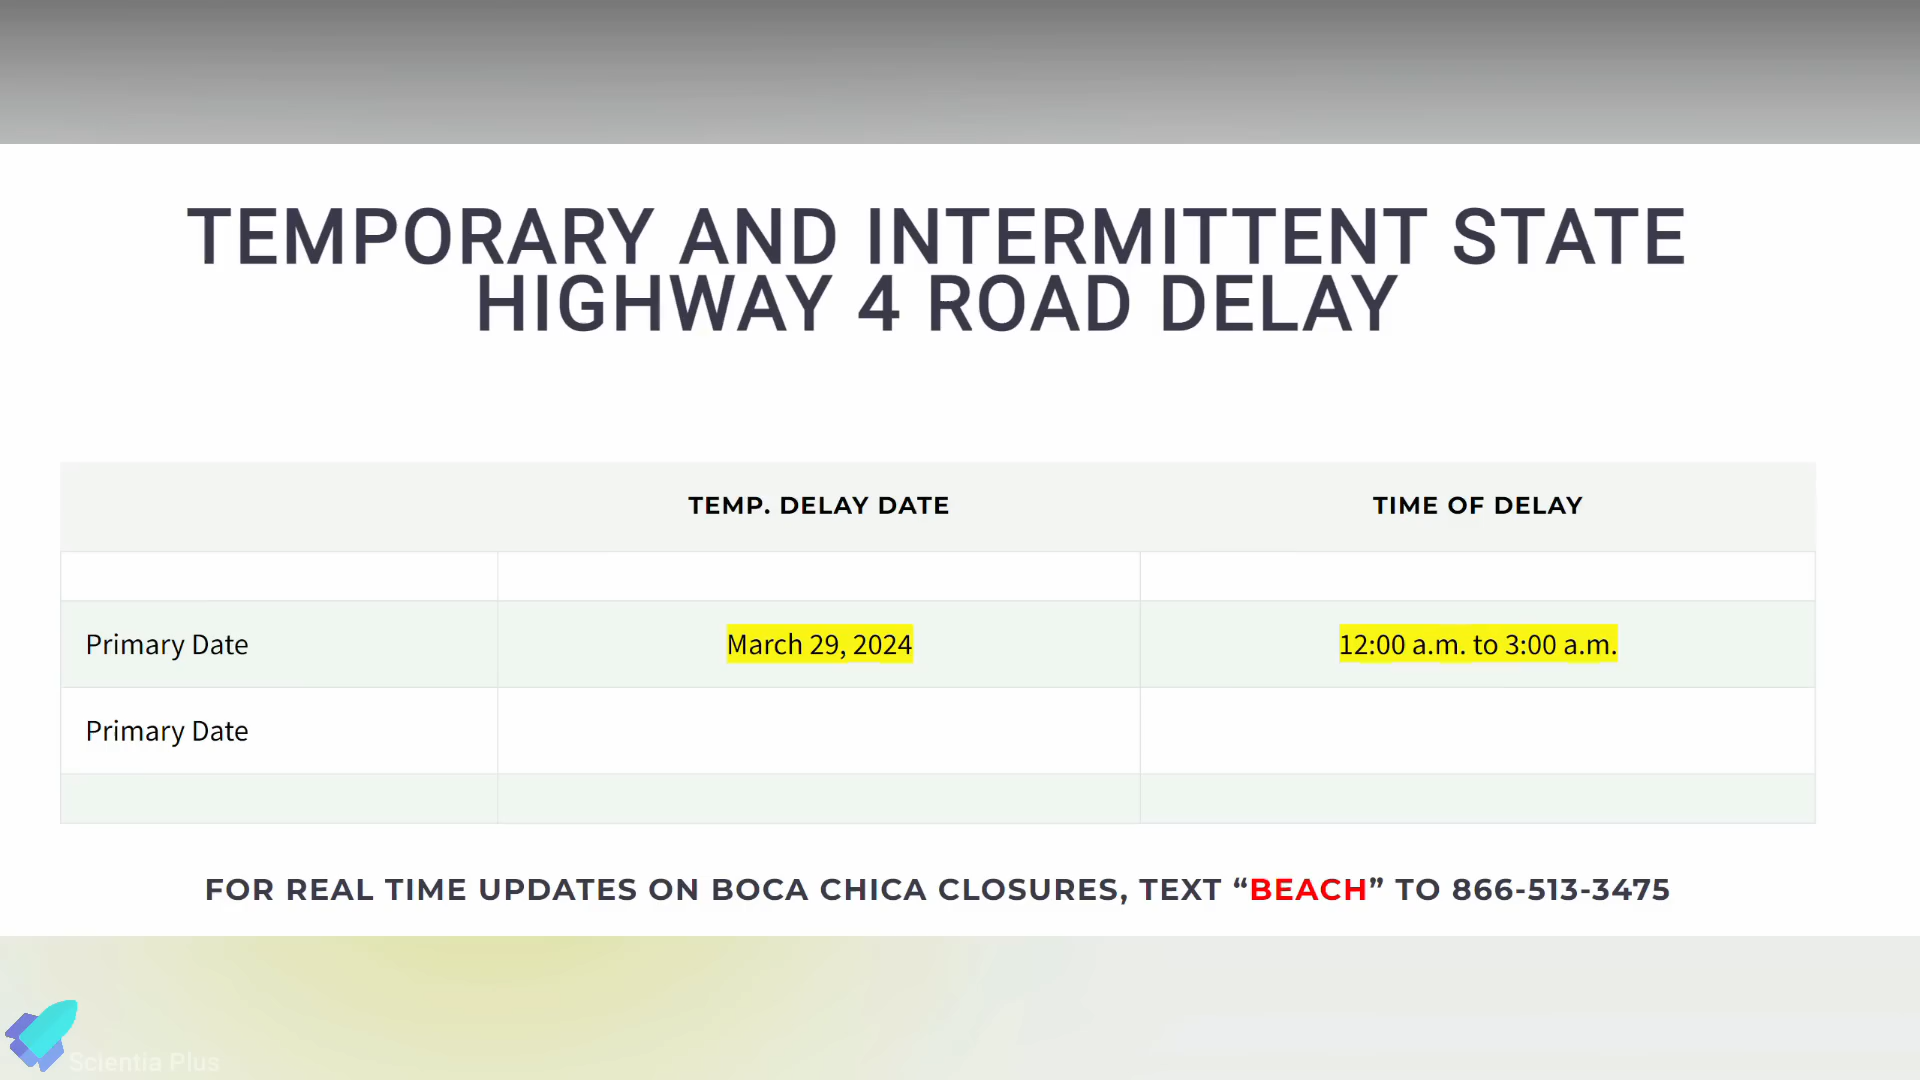 TEMPORARY AND INTERMITTENT STATE
HIGHWAY 4 ROAD DELAY
TEMP. DELAY DATE TIME OF DELAY
Primary Date March 29, 2024 12:00 a.m. to 3:00 a.m.
Primary Date
FOR REAL TIME UPDATES ON BOCA CHICA CLOSURES, TEXT “BEACH” TO 866-513-3475
Scientia Plus